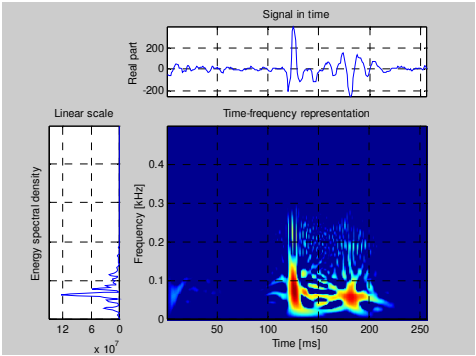 Signal in time
Real part
200
0
-200
Linear scale
Energy spectral density
12 6 0
x 10^7
Time-frequency representation
Frequency [kHz]
0.4
0.3
0.2
0.1
0
50 100 150 200 250
Time [ms]